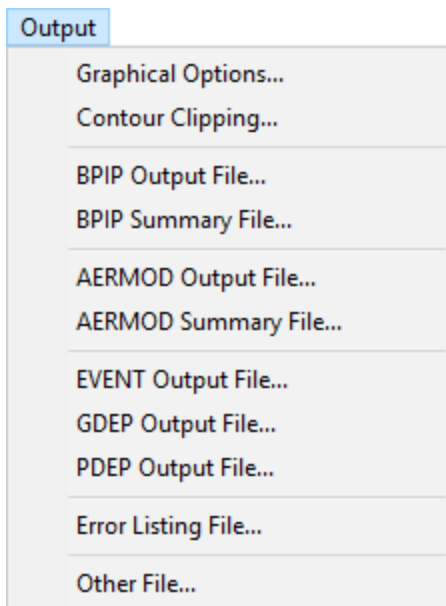 Output
Graphical Options...
Contour Clipping...
BPIP Output File...
BPIP Summary File...
AERMOD Output File...
AERMOD Summary File...
EVENT Output File...
GDEP Output File...
PDEP Output File...
Error Listing File...
Other File...